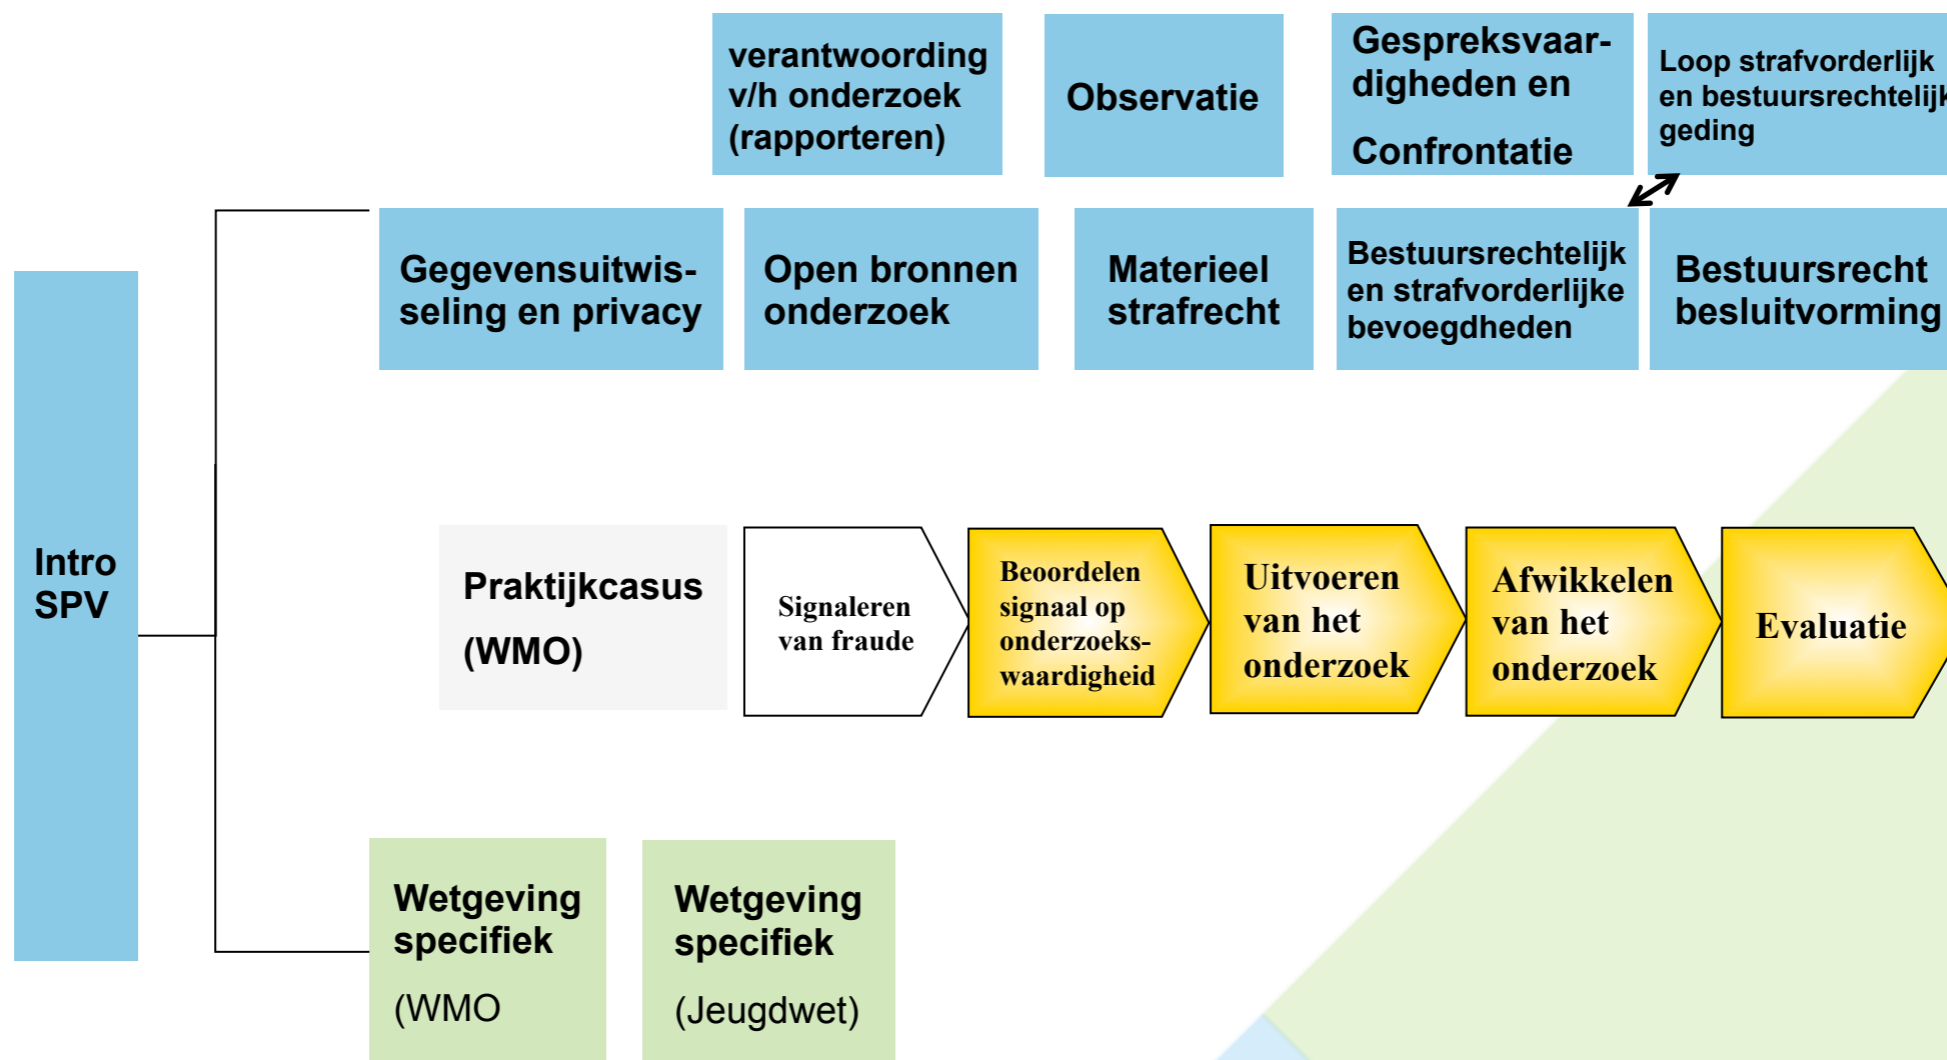 verantwoording
v/h onderzoek
(rapporteren)
Observatie
Gespreksvaar-
digheden en
Confrontatie
Loop strafvorderlijk
en bestuursrechtelijk
geding
Gegevensuitwis-
seling en privacy
Open bronnen
onderzoek
Materieel
strafrecht
Bestuursrechtelijk
en strafvorderlijke
bevoegdheden
Bestuursrecht
besluitvorming
Intro
SPV
Praktijkcasus
(WMO)
Signaleren
van fraude
Beoordelen
signaal op
onderzoeks-
waardigheid
Uitvoeren
van het
onderzoek
Afwikkelen
van het
onderzoek
Evaluatie
Wetgeving
specifiek
(WMO
Wetgeving
specifiek
(Jeugdwet)